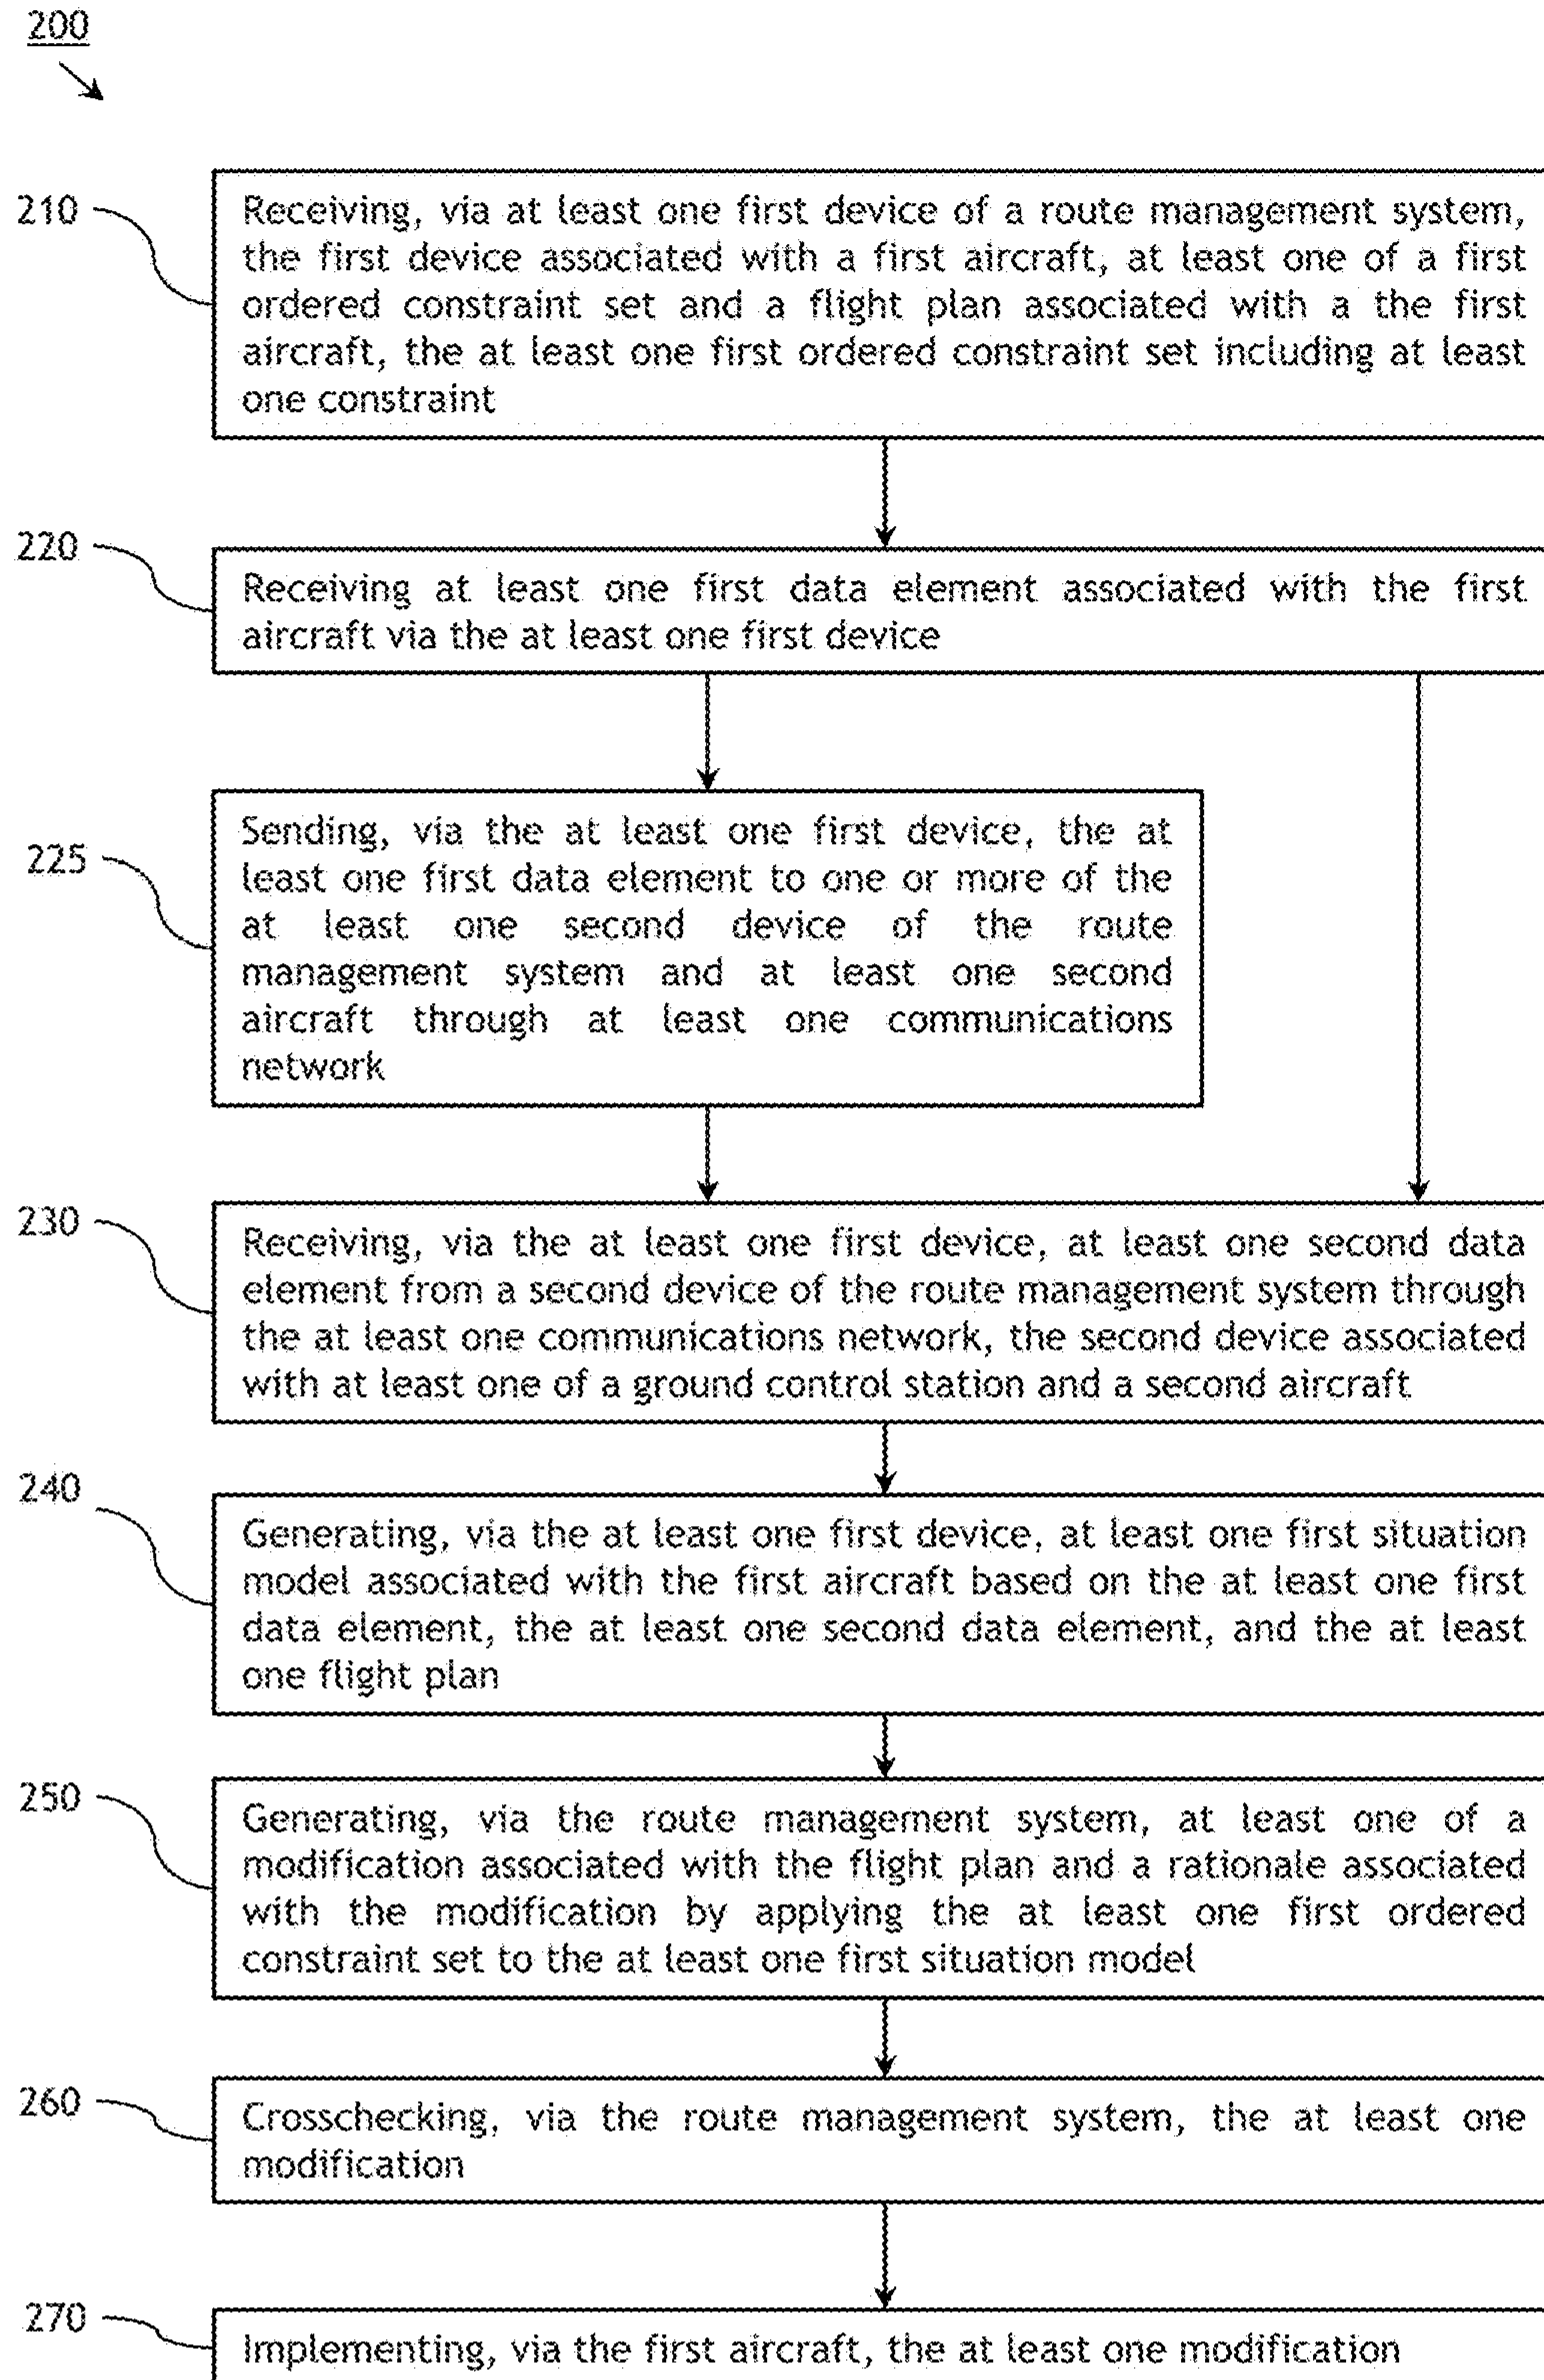 200
210
Receiving, via at least one first device of a route management system,
the first device associated with a first aircraft, at least one of a first
ordered constraint set and a flight plan associated with a the first
aircraft, the at least one first ordered constraint set including at least
one constraint
220
Receiving at least one first data element associated with the first
aircraft via the at least one first device
225
Sending, via the at least one first device, the at
least one first data element to one or more of the
at least one second device of the route
management system and at least one second
aircraft through at least one communications
network
230
Receiving, via the at least one first device, at least one second data
element from a second device of the route management system through
the at least one communications network, the second device associated
with at least one of a ground control station and a second aircraft
240
Generating, via the at least one first device, at least one first situation
model associated with the first aircraft based on the at least one first
data element, the at least one second data element, and the at least
one flight plan
250
Generating, via the route management system, at least one of a
modification associated with the flight plan and a rationale associated
with the modification by applying the at least one first ordered
constraint set to the at least one first situation model
260
Crosschecking, via the route management system, the at least one
modification
270
Implementing, via the first aircraft, the at least one modification